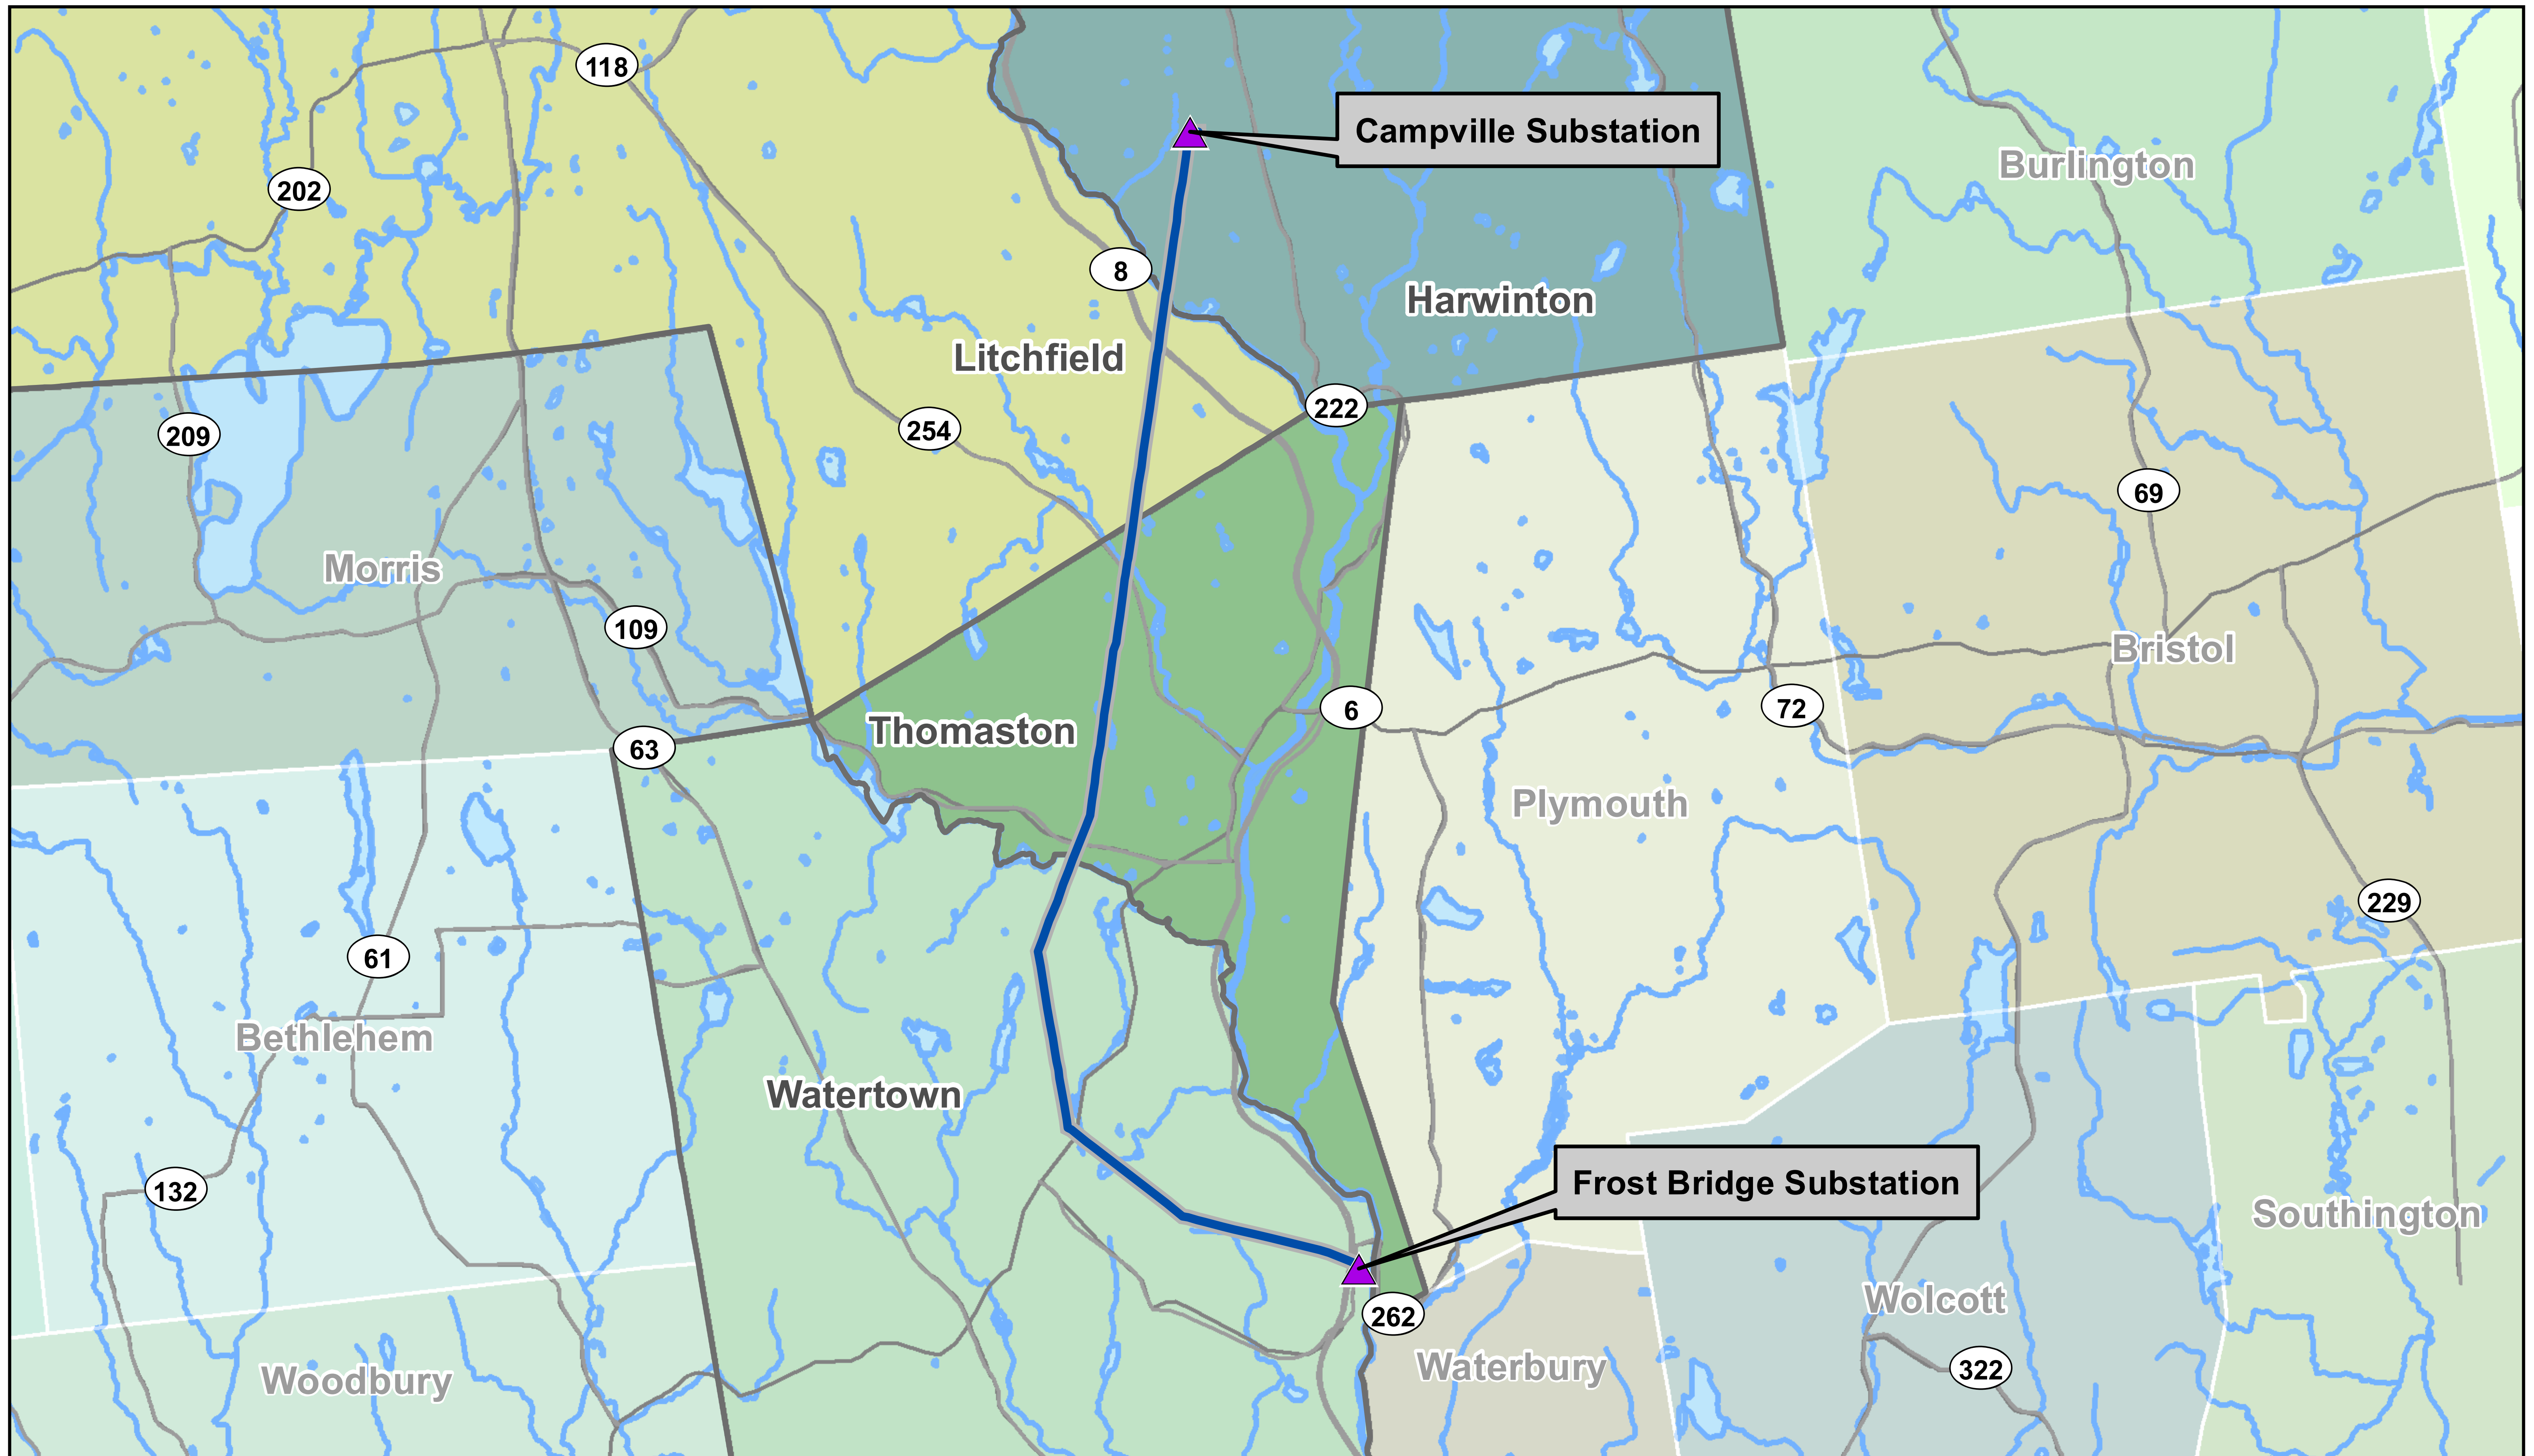 118
Campville Substation
Burlington
202
8
Harwinton
Litchfield
222
209
254
69
Morris
109
Bristol
6
72
Thomaston
63
Plymouth
229
61
Bethlehem
Watertown
Frost Bridge Substation
132
Southington
Wolcott
262
Waterbury
322
Woodbury